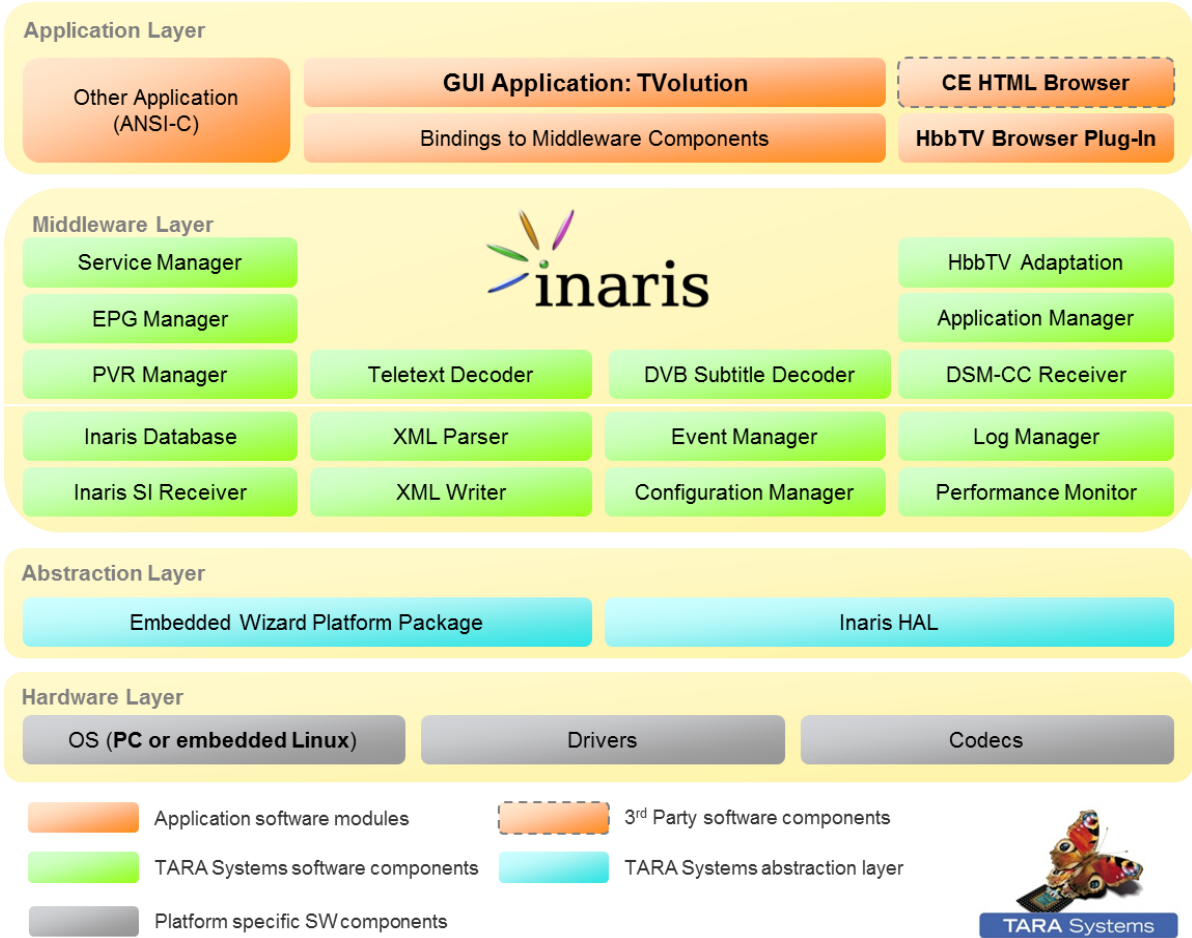 Application Layer
Other Application
(ANSI-C)
GUI Application: TVolution
Bindings to Middleware Components
CE HTML Browser
HbbTV Browser Plug-In
Middleware Layer
inaris
Service Manager
HbbTV Adaptation
EPG Manager
Application Manager
PVR Manager
Teletext Decoder
DVB Subtitle Decoder
DSM-CC Receiver
Inaris Database
XML Parser
Event Manager
Log Manager
Inaris SI Receiver
XML Writer
Configuration Manager
Performance Monitor
Abstraction Layer
Embedded Wizard Platform Package
Inaris HAL
Hardware Layer
OS (PC or embedded Linux)
Drivers
Codecs
Application software modules
3rd Party software components
TARA Systems software components
TARA Systems abstraction layer
Platform specific SW components
TARA Systems